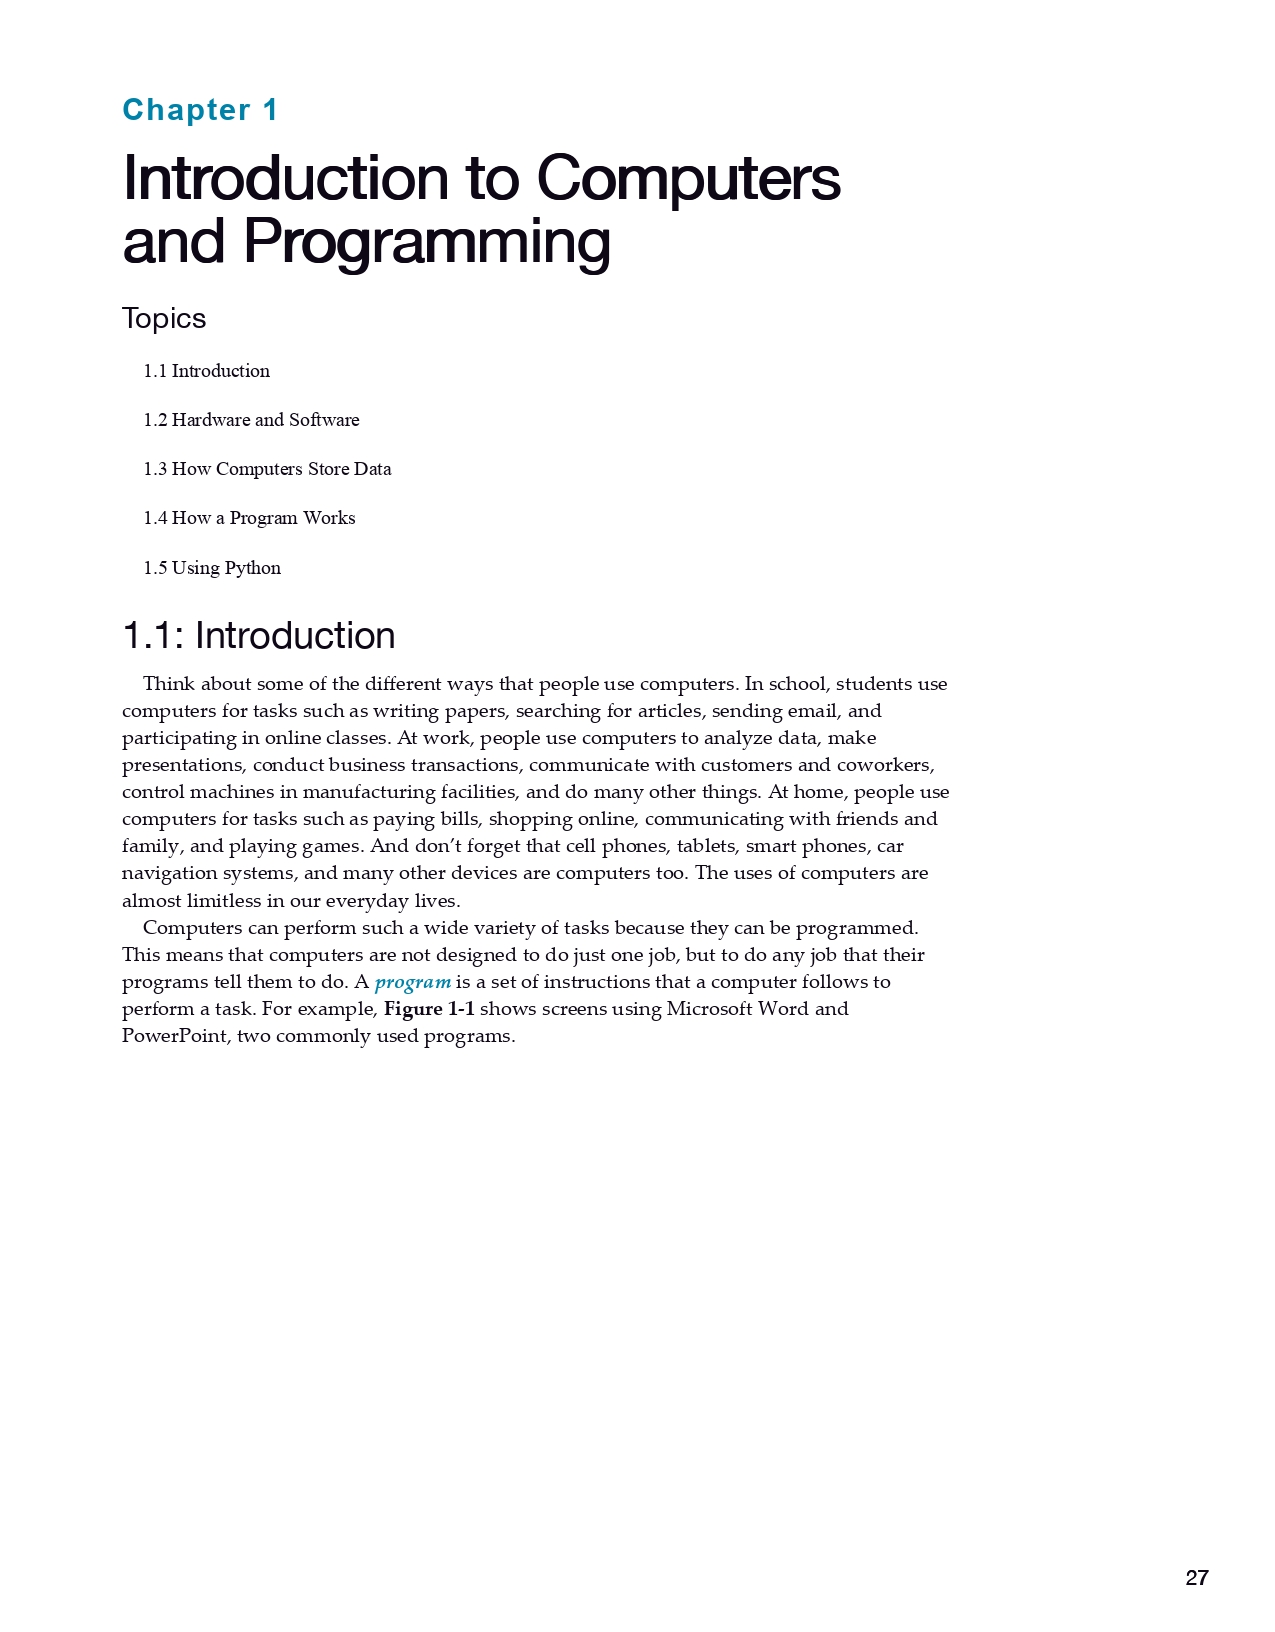 Chapter 1
Introduction to Computers
and Programming
Topics
1.1 Introduction
1.2 Hardware and Software
1.3 How Computers Store Data
1.4 How a Program Works
1.5 Using Python
1.1: Introduction
Think about some of the different ways that people use computers. In school, students use
computers for tasks such as writing papers, searching for articles, sending email, and
participating in online classes. At work, people use computers to analyze data, make
presentations, conduct business transactions, communicate with customers and coworkers,
control machines in manufacturing facilities, and do many other things. At home, people use
computers for tasks such as paying bills, shopping online, communicating with friends and
family, and playing games. And don’t forget that cell phones, tablets, smart phones, car
navigation systems, and many other devices are computers too. The uses of computers are
almost limitless in our everyday lives.
Computers can perform such a wide variety of tasks because they can be programmed.
This means that computers are not designed to do just one job, but to do any job that their
programs tell them to do. A program is a set of instructions that a computer follows to
perform a task. For example, Figure 1-1 shows screens using Microsoft Word and
PowerPoint, two commonly used programs.
27